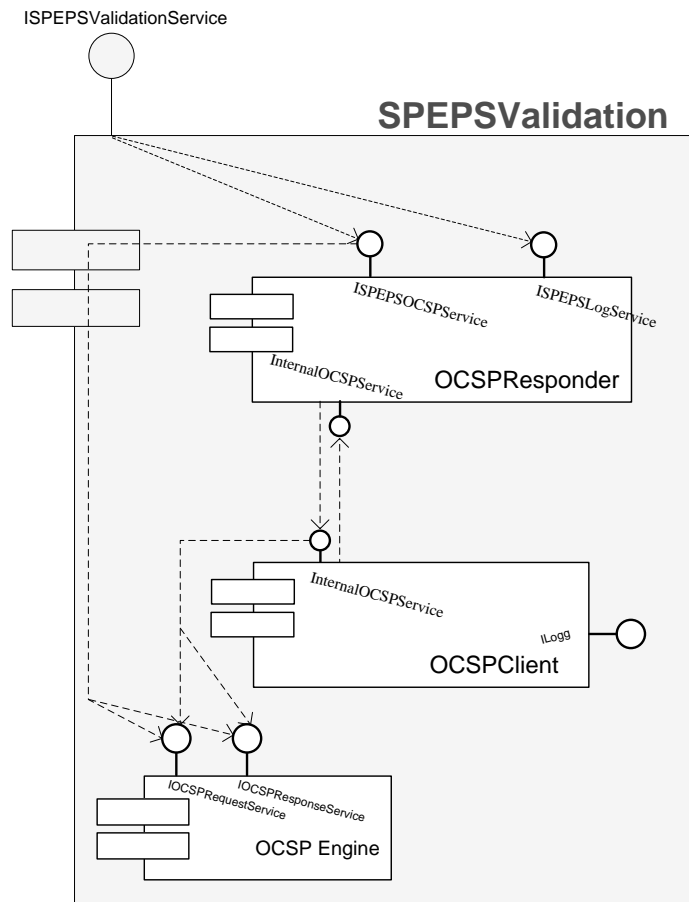 ISPEPSValidationService
SPEPSValidation
ISPEPSOCSPService
ISPEPSLogService
InternalOCSPService
OCSPResponder
InternalOCSPService
ILogg
OCSPClient
IOCSPRequestService
IOCSPResponseService
OCSP Engine